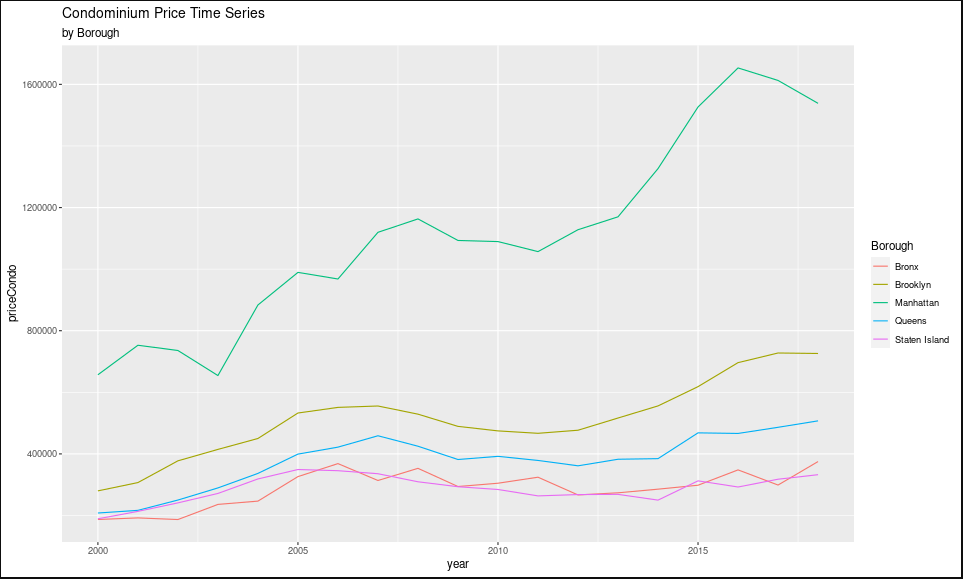 Condominium Price Time Series
by Borough
priceCondo
1600000
1200000
800000
400000
2000
2005
2010
2015
year
Borough
Bronx
Brooklyn
Manhattan
Queens
Staten Island